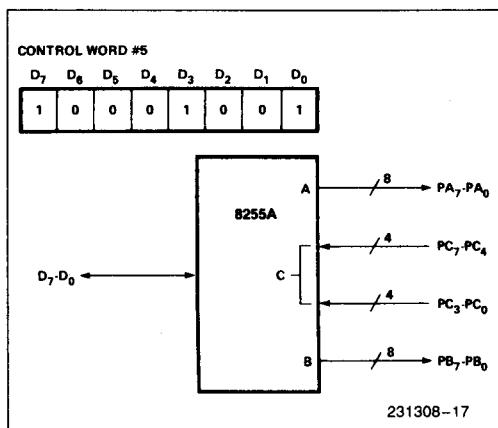 CONTROL WORD #5
D7 D6 D5 D4 D3 D2 D1 D0
1 0 0 0 1 0 0 1
8255A
A
8
PA7-PA0
4
PC7-PC4
D7-D0
C
4
PC3-PC0
B
8
PB7-PB0
231308-17